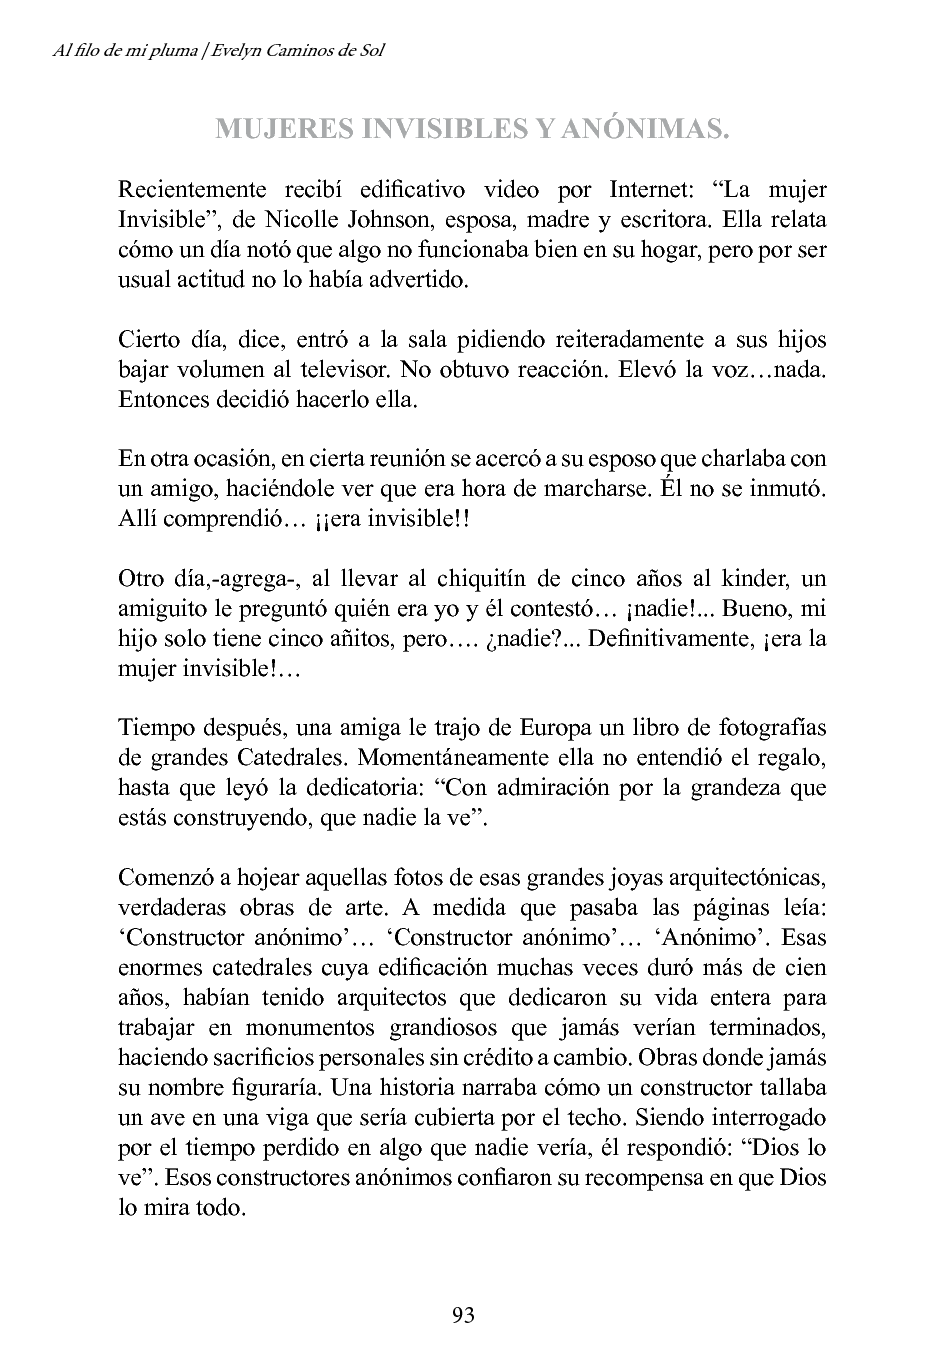 Al filo de mi pluma / Evelyn Caminos de Sol
MUJERES INVISIBLES Y ANÓNIMAS.
Recientemente recibí edificativo video por Internet: “La mujer
Invisible”, de Nicolle Johnson, esposa, madre y escritora. Ella relata
cómo un día notó que algo no funcionaba bien en su hogar, pero por ser
usual actitud no lo había advertido.
Cierto día, dice, entró a la sala pidiendo reiteradamente a sus hijos
bajar volumen al televisor. No obtuvo reacción. Elevó la voz…nada.
Entonces decidió hacerlo ella.
En otra ocasión, en cierta reunión se acercó a su esposo que charlaba con
un amigo, haciéndole ver que era hora de marcharse. Él no se inmutó.
Allí comprendió… ¡¡era invisible!!
Otro día,-agrega-, al llevar al chiquitín de cinco años al kinder, un
amiguito le preguntó quién era yo y él contestó… ¡nadie!... Bueno, mi
hijo solo tiene cinco añitos, pero…. ¿nadie?... Definitivamente, ¡era la
mujer invisible!…
Tiempo después, una amiga le trajo de Europa un libro de fotografías
de grandes Catedrales. Momentáneamente ella no entendió el regalo,
hasta que leyó la dedicatoria: “Con admiración por la grandeza que
estás construyendo, que nadie la ve”.
Comenzó a hojear aquellas fotos de esas grandes joyas arquitectónicas,
verdaderas obras de arte. A medida que pasaba las páginas leía:
‘Constructor anónimo’… ‘Constructor anónimo’… ‘Anónimo’. Esas
enormes catedrales cuya edificación muchas veces duró más de cien
años, habían tenido arquitectos que dedicaron su vida entera para
trabajar en monumentos grandiosos que jamás verían terminados,
haciendo sacrificios personales sin crédito a cambio. Obras donde jamás
su nombre figuraría. Una historia narraba cómo un constructor tallaba
un ave en una viga que sería cubierta por el techo. Siendo interrogado
por el tiempo perdido en algo que nadie vería, él respondió: “Dios lo
ve”. Esos constructores anónimos confiaron su recompensa en que Dios
lo mira todo.
93